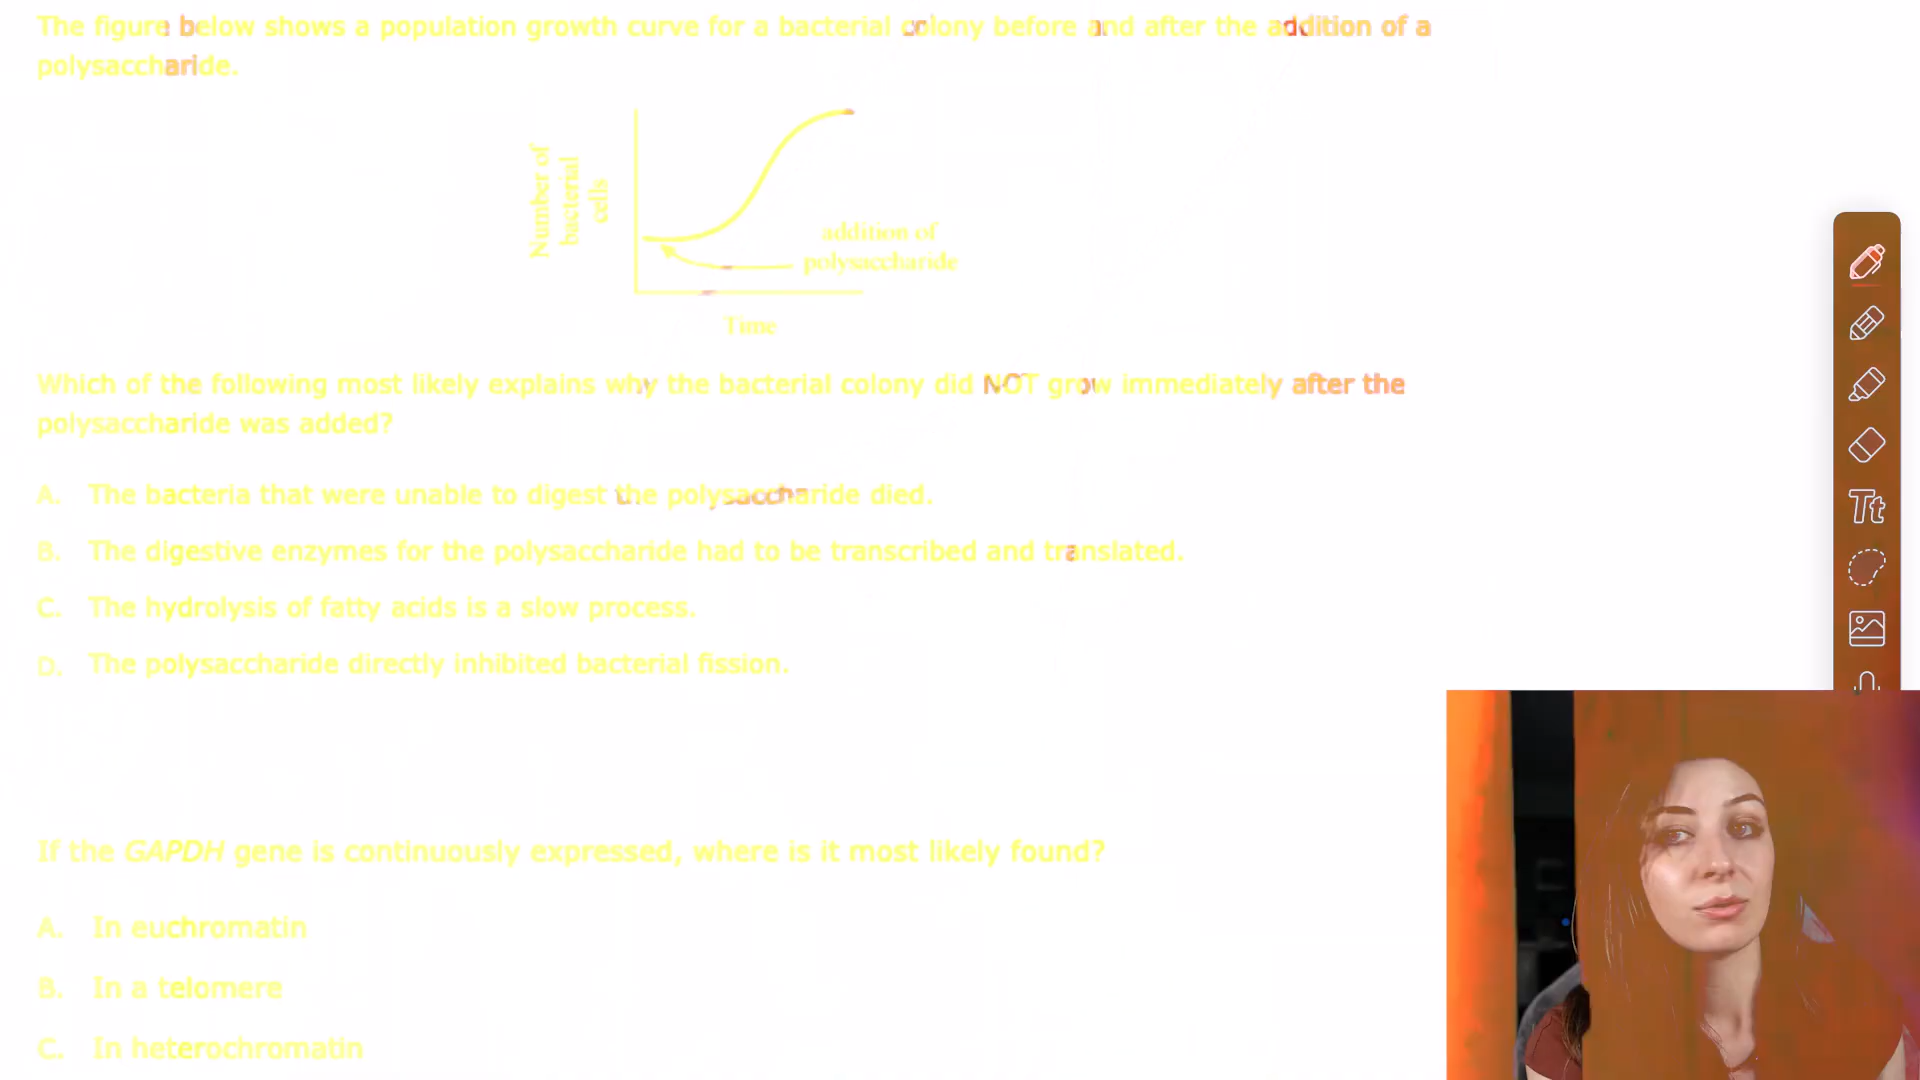 The figure below shows a population growth curve for a bacterial colony before and after the addition of a
polysaccharide.
Number of
bacterial
cells
addition of
polysaccharide
Time
Which of the following most likely explains why the bacterial colony did NOT grow immediately after the
polysaccharide was added?
A. The bacteria that were unable to digest the polysaccharide died.
B. The digestive enzymes for the polysaccharide had to be transcribed and translated.
C. The hydrolysis of fatty acids is a slow process.
D. The polysaccharide directly inhibited bacterial fission.
If the GAPDH gene is continuously expressed, where is it most likely found?
A. In euchromatin
B. In a telomere
C. In heterochromatin
Tt